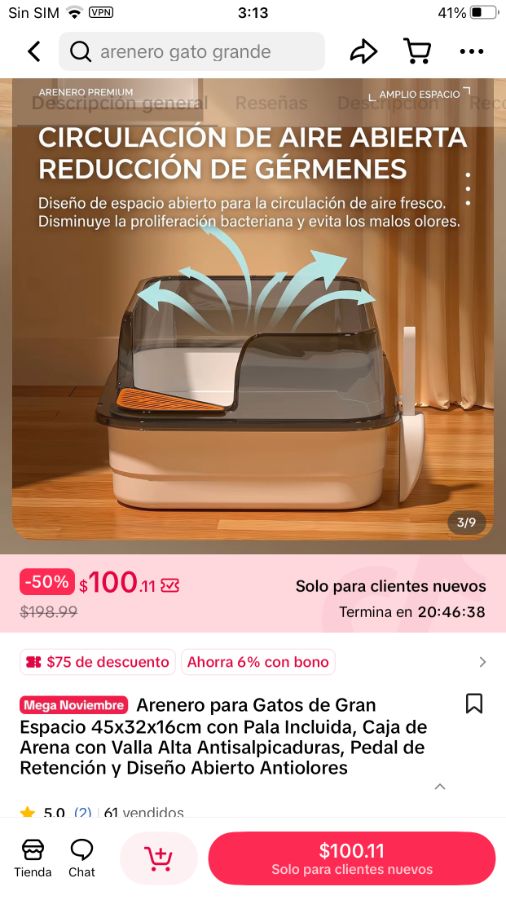 Sin SIM VPN 3:13 41%
arenero gato grande
ARENERO PREMIUM
AMPLIO ESPACIO
Descripción general Reseñas Descripción
CIRCULACIÓN DE AIRE ABIERTA
REDUCCIÓN DE GÉRMENES
Diseño de espacio abierto para la circulación de aire fresco.
Disminuye la proliferación bacteriana y evita los malos olores.
3/9
-50% $100.11 Solo para clientes nuevos
$198.99 Termina en 20:46:38
$75 de descuento Ahorra 6% con bono
Mega Noviembre Arenero para Gatos de Gran
Espacio 45x32x16cm con Pala Incluida, Caja de
Arena con Valla Alta Antisalpicaduras, Pedal de
Retención y Diseño Abierto Antiolores
5.0 (2) 61 vendidos
$100.11
Tienda Chat Solo para clientes nuevos